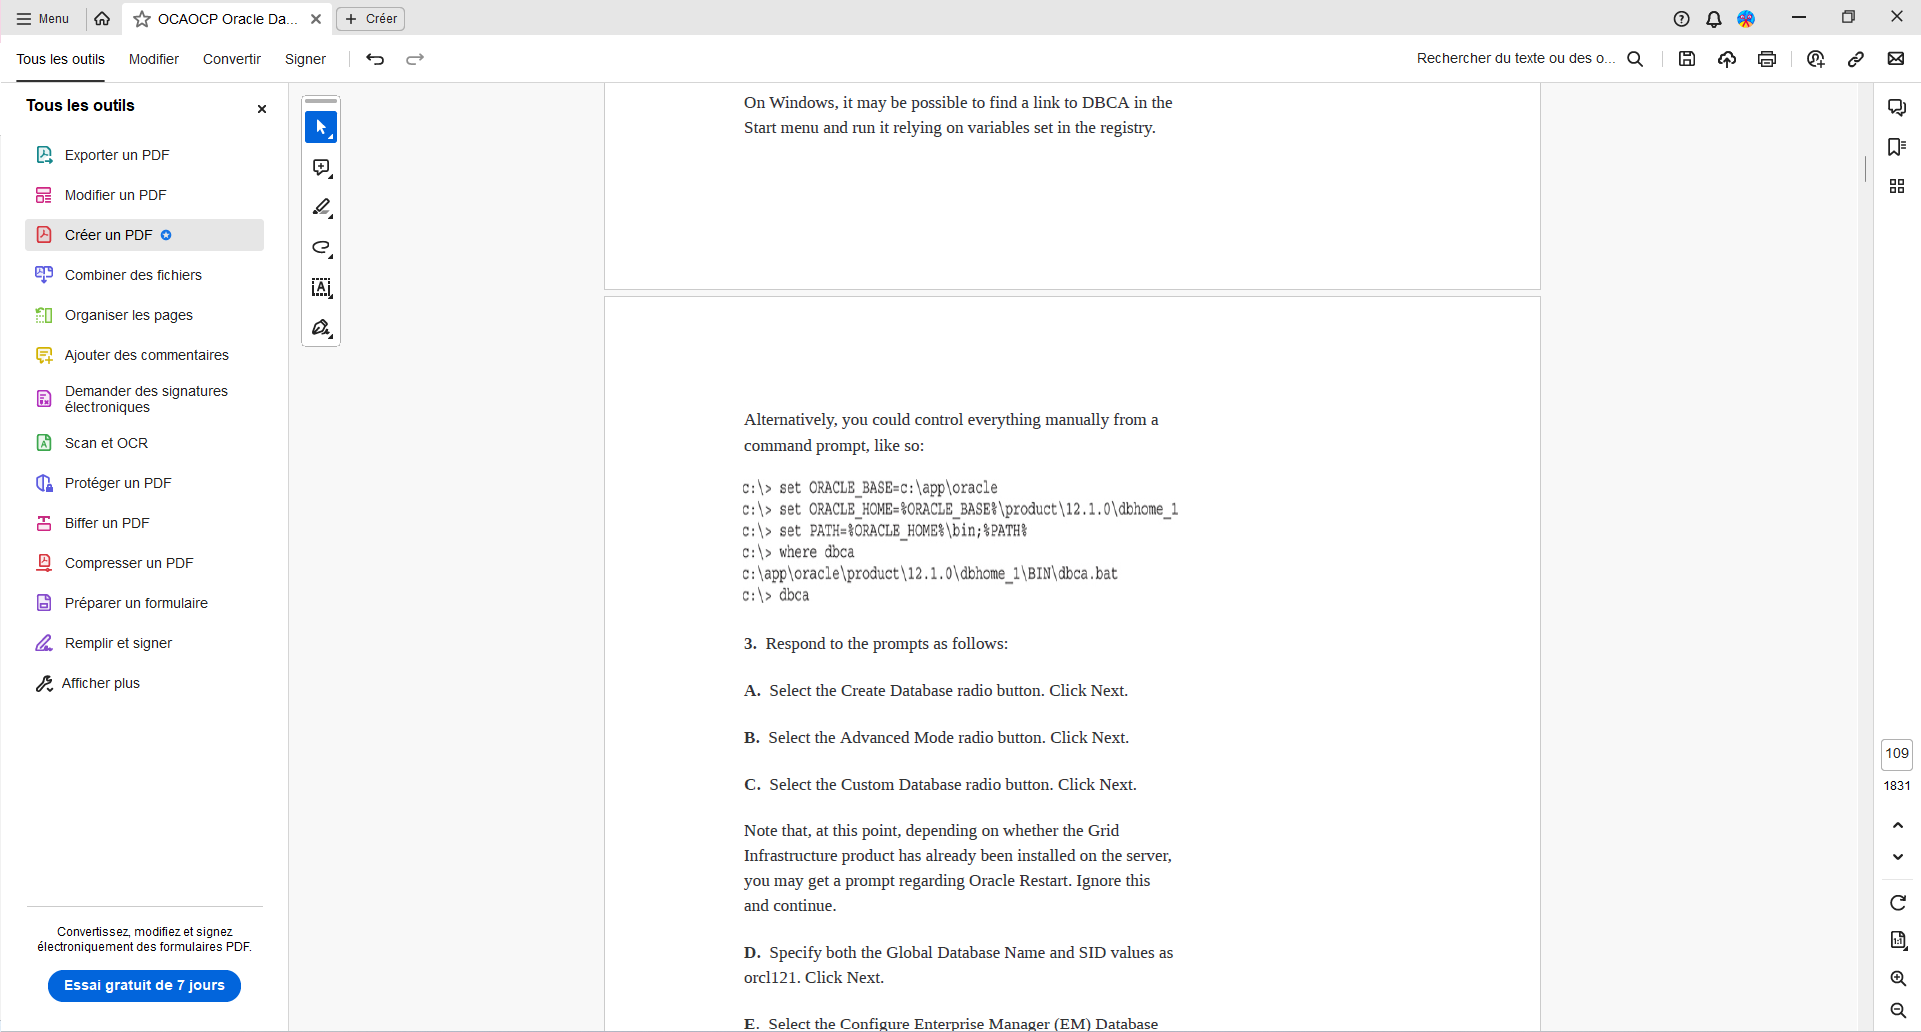 Menu
OCAOCP Oracle Da...
Créer
Tous les outils
Modifier
Convertir
Signer
Rechercher du texte ou des o...
Tous les outils
Exporter un PDF
Modifier un PDF
Créer un PDF
Combiner des fichiers
Organiser les pages
Ajouter des commentaires
Demander des signatures
électroniques
Scan et OCR
Protéger un PDF
Biffer un PDF
Compresser un PDF
Préparer un formulaire
Remplir et signer
Afficher plus
Convertissez, modifiez et signez
électroniquement des formulaires PDF.
Essai gratuit de 7 jours
On Windows, it may be possible to find a link to DBCA in the
Start menu and run it relying on variables set in the registry.
Alternatively, you could control everything manually from a
command prompt, like so:
c:\> set ORACLE_BASE=c:\app\oracle
c:\> set ORACLE_HOME=%ORACLE_BASE%\product\12.1.0\dbhome_1
c:\> set PATH=%ORACLE_HOME%\bin;%PATH%
c:\> where dbca
c:\app\oracle\product\12.1.0\dbhome_1\BIN\dbca.bat
c:\> dbca
3. Respond to the prompts as follows:
A. Select the Create Database radio button. Click Next.
B. Select the Advanced Mode radio button. Click Next.
C. Select the Custom Database radio button. Click Next.
Note that, at this point, depending on whether the Grid
Infrastructure product has already been installed on the server,
you may get a prompt regarding Oracle Restart. Ignore this
and continue.
D. Specify both the Global Database Name and SID values as
orcl121. Click Next.
E. Select the Configure Enterprise Manager (EM) Database
109
1831